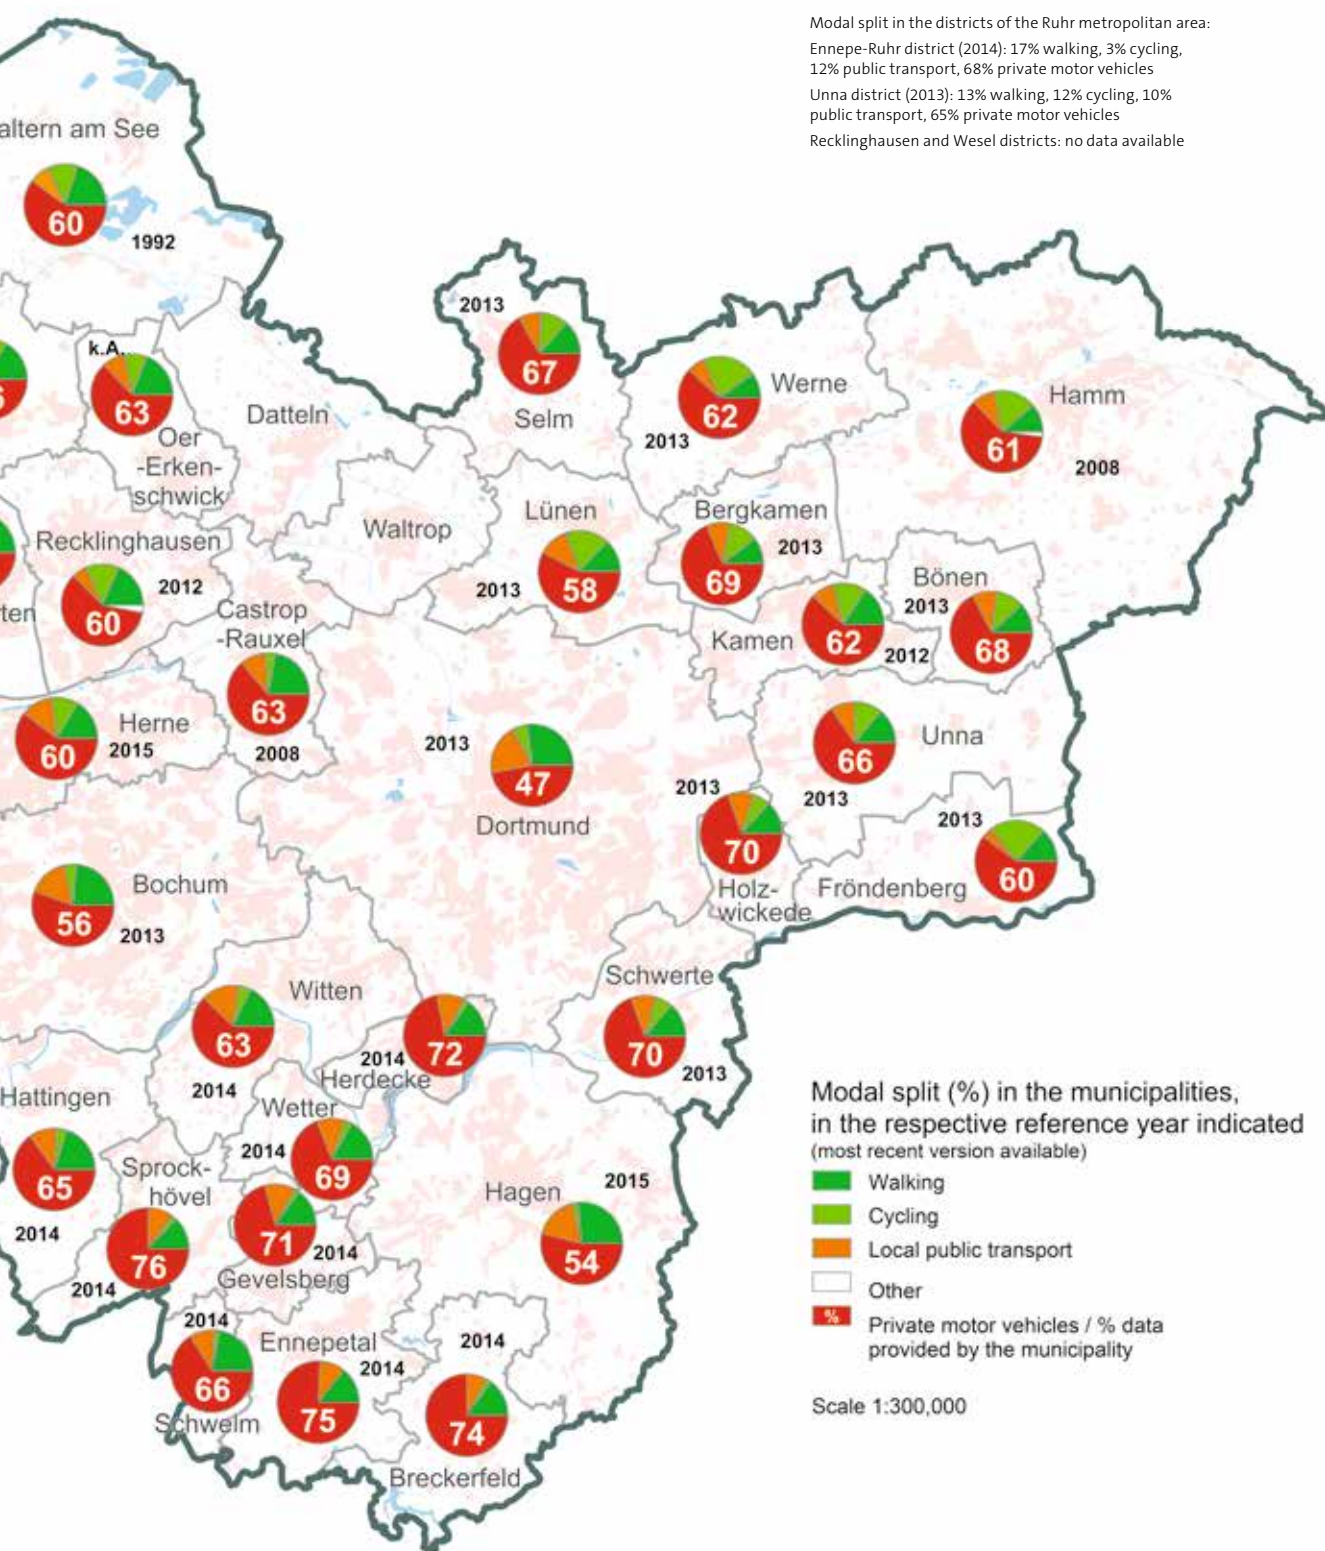 Modal split in the districts of the Ruhr metropolitan area:
Ennepe-Ruhr district (2014): 17% walking, 3% cycling,
12% public transport, 68% private motor vehicles
Unna district (2013): 13% walking, 12% cycling, 10%
public transport, 65% private motor vehicles
Recklinghausen and Wesel districts: no data available
altern am See
60
1992
2013
67
Selm
k.A.
63
Oer
-Erken-
schwick
Datteln
62
Werne
2013
61
Hamm
2008
Recklinghausen
60
2012
Waltrop
Lünen
2013
58
Bergkamen
69
2013
Bönen
2013
68
Kamen
62
2012
ten
Castrop
-Rauxel
63
2008
Herne
60
2015
2013
47
Dortmund
66
Unna
2013
2013
70
Holz-
wickede
2013
60
Fröndenberg
Bochum
56
2013
Witten
63
2014
72
2014
Herdecke
Schwerte
70
2013
Hattingen
65
2014
Wetter
2014
69
Sprock-
hövel
76
2014
71
2014
Gevelsberg
Hagen
2015
54
2014
66
Schwelm
Ennepetal
2014
75
2014
74
Breckerfeld
Modal split (%) in the municipalities,
in the respective reference year indicated
(most recent version available)
Walking
Cycling
Local public transport
Other
% Private motor vehicles / % data
provided by the municipality
Scale 1:300,000